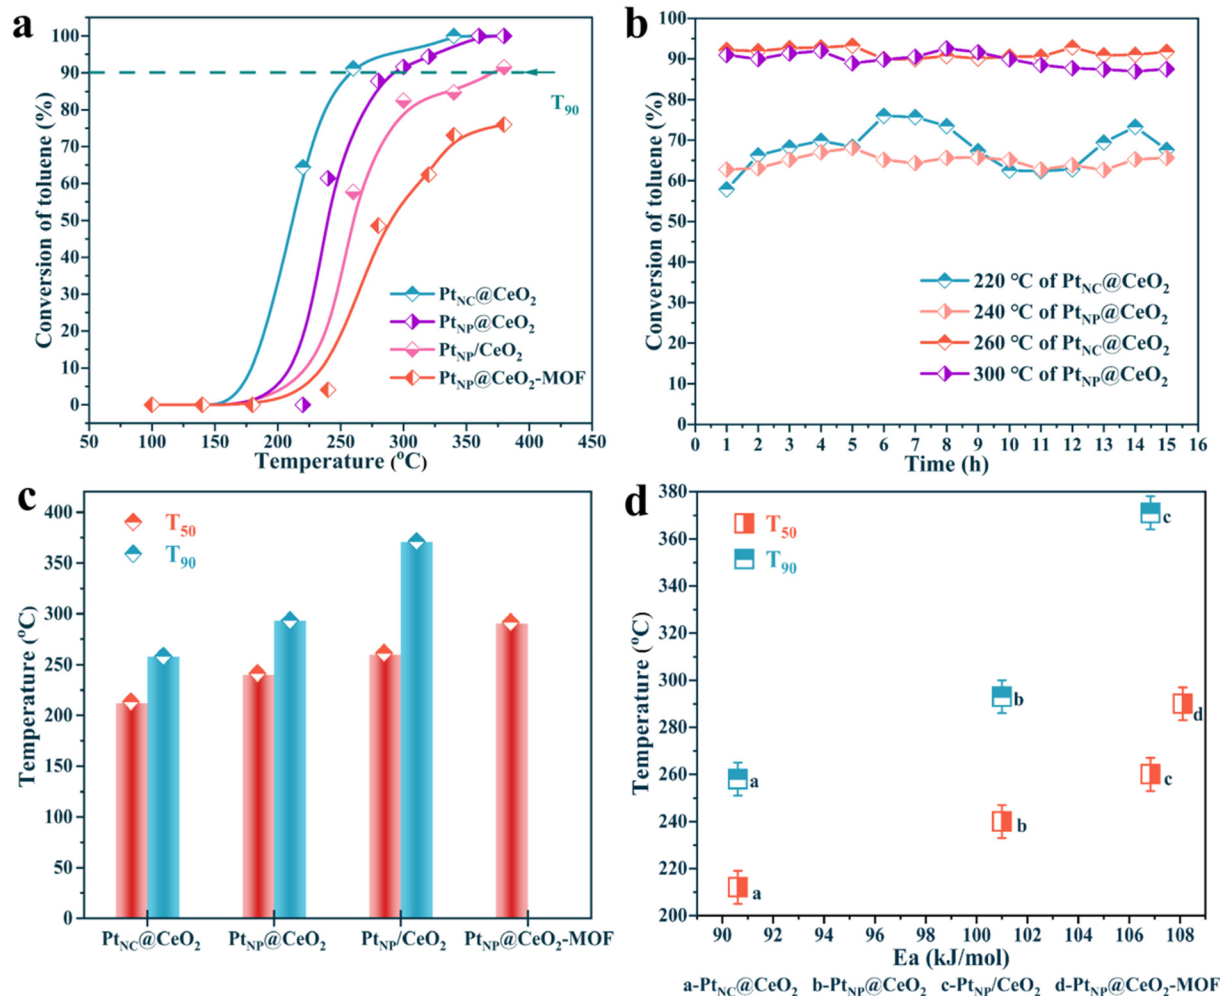 a
Conversion of toluene (%)
100
90
80
70
60
50
40
30
20
10
0
T90
PtNC@CeO2
PtNP@CeO2
PtNP/CeO2
PtNP@CeO2-MOF
50 100 150 200 250 300 350 400 450
Temperature (oC)
b
Conversion of toluene (%)
100
90
80
70
60
50
40
30
20
10
0
220 °C of PtNC@CeO2
240 °C of PtNP@CeO2
260 °C of PtNC@CeO2
300 °C of PtNP@CeO2
0 1 2 3 4 5 6 7 8 9 10 11 12 13 14 15 16
Time (h)
c
Temperature (oC)
400
350
300
250
200
150
100
50
0
T50
T90
PtNC@CeO2 PtNP@CeO2 PtNP/CeO2 PtNP@CeO2-MOF
d
Temperature (oC)
380
360
340
320
300
280
260
240
220
200
T50
T90
c
b
d
a
c
b
a
90 92 94 96 98 100 102 104 106 108
Ea (kJ/mol)
a-PtNC@CeO2 b-PtNP@CeO2 c-PtNP/CeO2 d-PtNP@CeO2-MOF